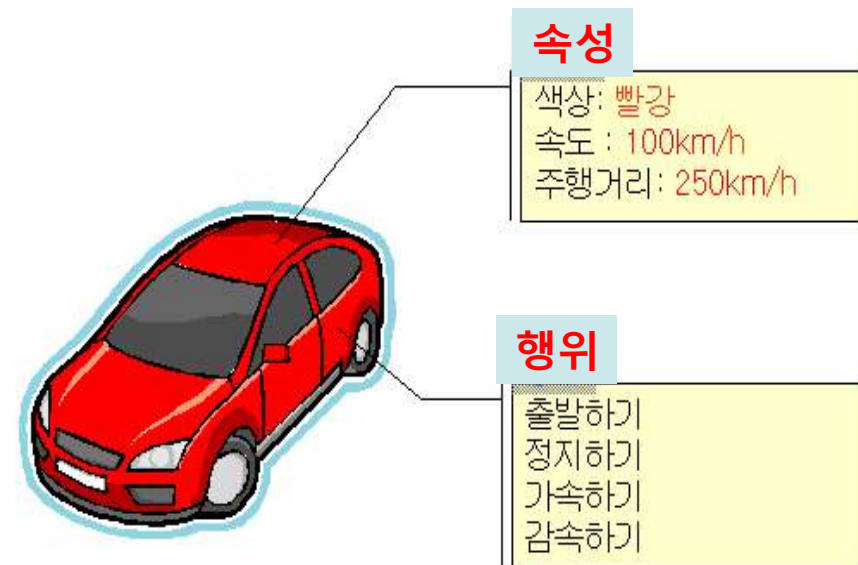 속성
색상: 빨강
속도 : 100km/h
주행거리: 250km/h
행위
출발하기
정지하기
가속하기
감속하기